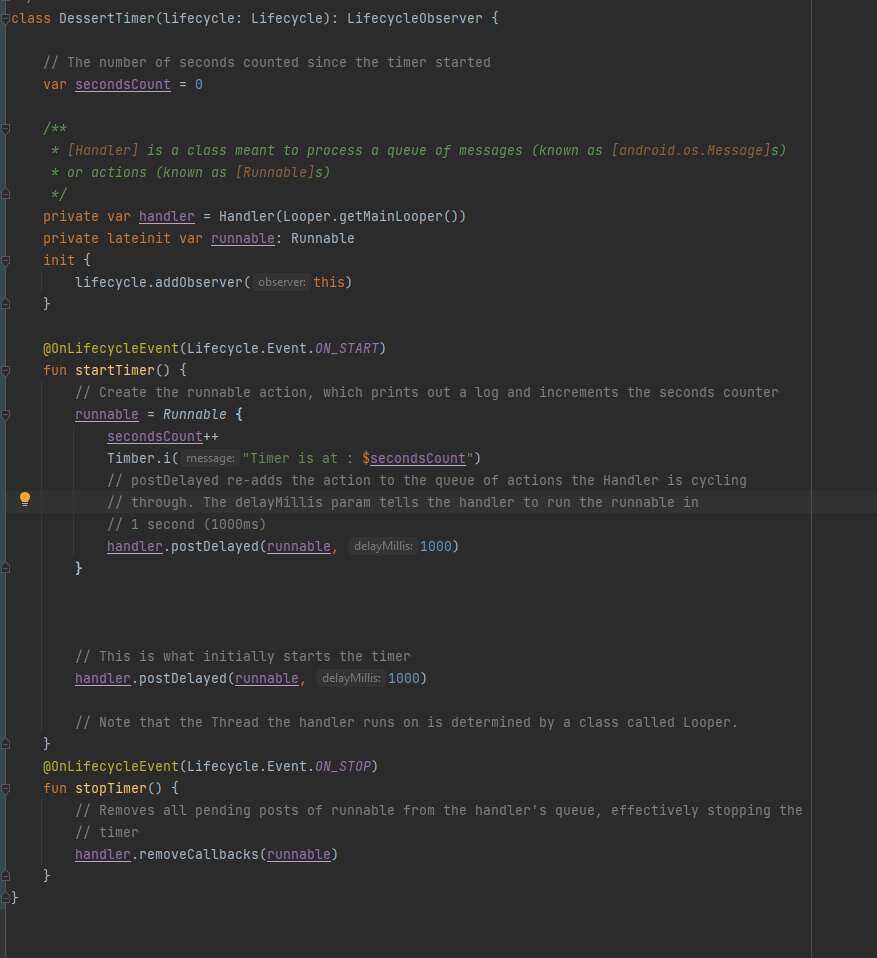 class DessertTimer(lifecycle: Lifecycle): LifecycleObserver {
// The number of seconds counted since the timer started
var secondsCount = 0
/**
* [Handler] is a class meant to process a queue of messages (known as [android.os.Message]s)
* or actions (known as [Runnable]s)
*/
private var handler = Handler(Looper.getMainLooper())
private lateinit var runnable: Runnable
init {
lifecycle.addObserver( observer: this)
}
@OnLifecycleEvent(Lifecycle.Event.ON_START)
fun startTimer() {
// Create the runnable action, which prints out a log and increments the seconds counter
runnable = Runnable {
secondsCount++
Timber.i( message: "Timer is at : $secondsCount")
// postDelayed re-adds the action to the queue of actions the Handler is cycling
// through. The delayMillis param tells the handler to run the runnable in
// 1 second (1000ms)
handler.postDelayed(runnable, delayMillis: 1000)
}
// This is what initially starts the timer
handler.postDelayed(runnable, delayMillis: 1000)
// Note that the Thread the handler runs on is determined by a class called Looper.
}
@OnLifecycleEvent(Lifecycle.Event.ON_STOP)
fun stopTimer() {
// Removes all pending posts of runnable from the handler's queue, effectively stopping the
// timer
handler.removeCallbacks(runnable)
}
}